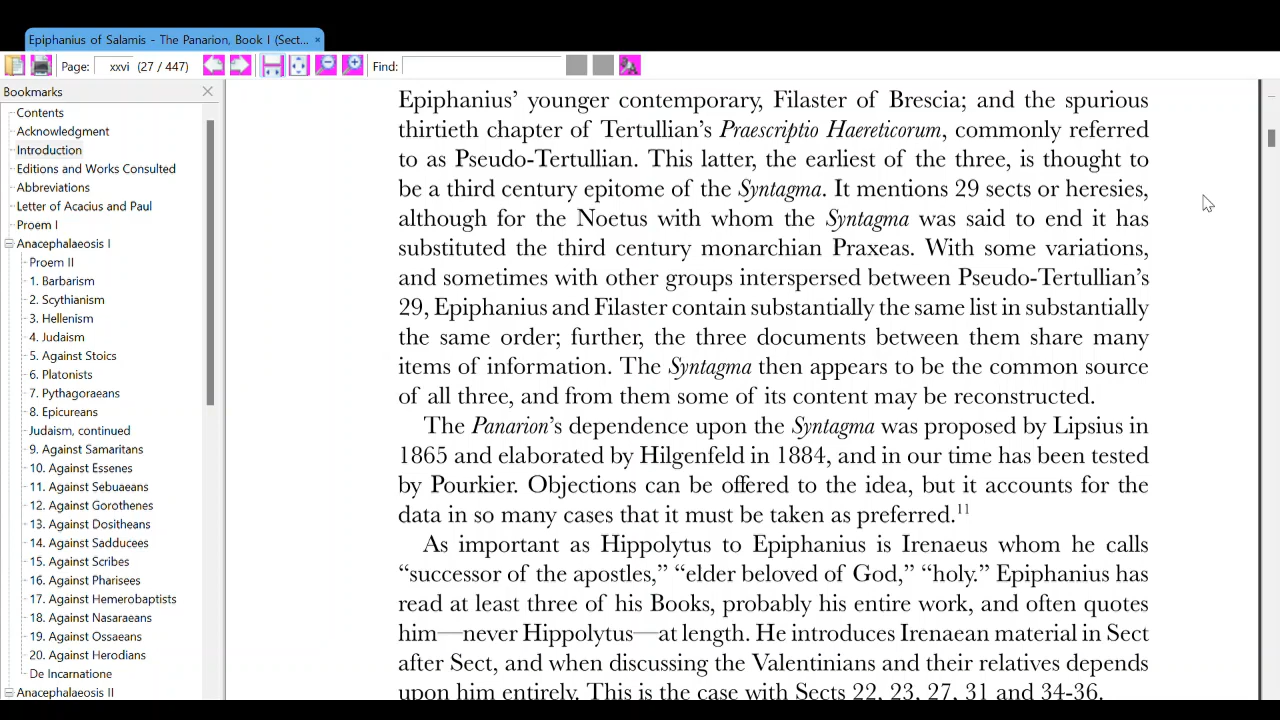 Epiphanius of Salamis - The Panarion, Book I (Sect... ×
Page: xxvi (27 / 447) Find:
Bookmarks
Contents
Acknowledgment
Introduction
Editions and Works Consulted
Abbreviations
Letter of Acacius and Paul
Proem I
Anacephalaeosis I
Proem II
1. Barbarism
2. Scythianism
3. Hellenism
4. Judaism
5. Against Stoics
6. Platonists
7. Pythagoraeans
8. Epicureans
Judaism, continued
9. Against Samaritans
10. Against Essenes
11. Against Sebuaeans
12. Against Gorothenes
13. Against Dositheans
14. Against Sadducees
15. Against Scribes
16. Against Pharisees
17. Against Hemerobaptists
18. Against Nasaraeans
19. Against Ossaeans
20. Against Herodians
De Incarnatione
Anacephalaeosis II
Epiphanius’ younger contemporary, Filaster of Brescia; and the spurious
thirtieth chapter of Tertullian’s Praescriptio Haereticorum, commonly referred
to as Pseudo-Tertullian. This latter, the earliest of the three, is thought to
be a third century epitome of the Syntagma. It mentions 29 sects or heresies,
although for the Noetus with whom the Syntagma was said to end it has
substituted the third century monarchian Praxeas. With some variations,
and sometimes with other groups interspersed between Pseudo-Tertullian’s
29, Epiphanius and Filaster contain substantially the same list in substantially
the same order; further, the three documents between them share many
items of information. The Syntagma then appears to be the common source
of all three, and from them some of its content may be reconstructed.
The Panarion’s dependence upon the Syntagma was proposed by Lipsius in
1865 and elaborated by Hilgenfeld in 1884, and in our time has been tested
by Pourkier. Objections can be offered to the idea, but it accounts for the
data in so many cases that it must be taken as preferred.11
As important as Hippolytus to Epiphanius is Irenaeus whom he calls
“successor of the apostles,” “elder beloved of God,” “holy.” Epiphanius has
read at least three of his Books, probably his entire work, and often quotes
him—never Hippolytus—at length. He introduces Irenaean material in Sect
after Sect, and when discussing the Valentinians and their relatives depends
upon him entirely. This is the case with Sects 22, 23, 27, 31 and 34-36.